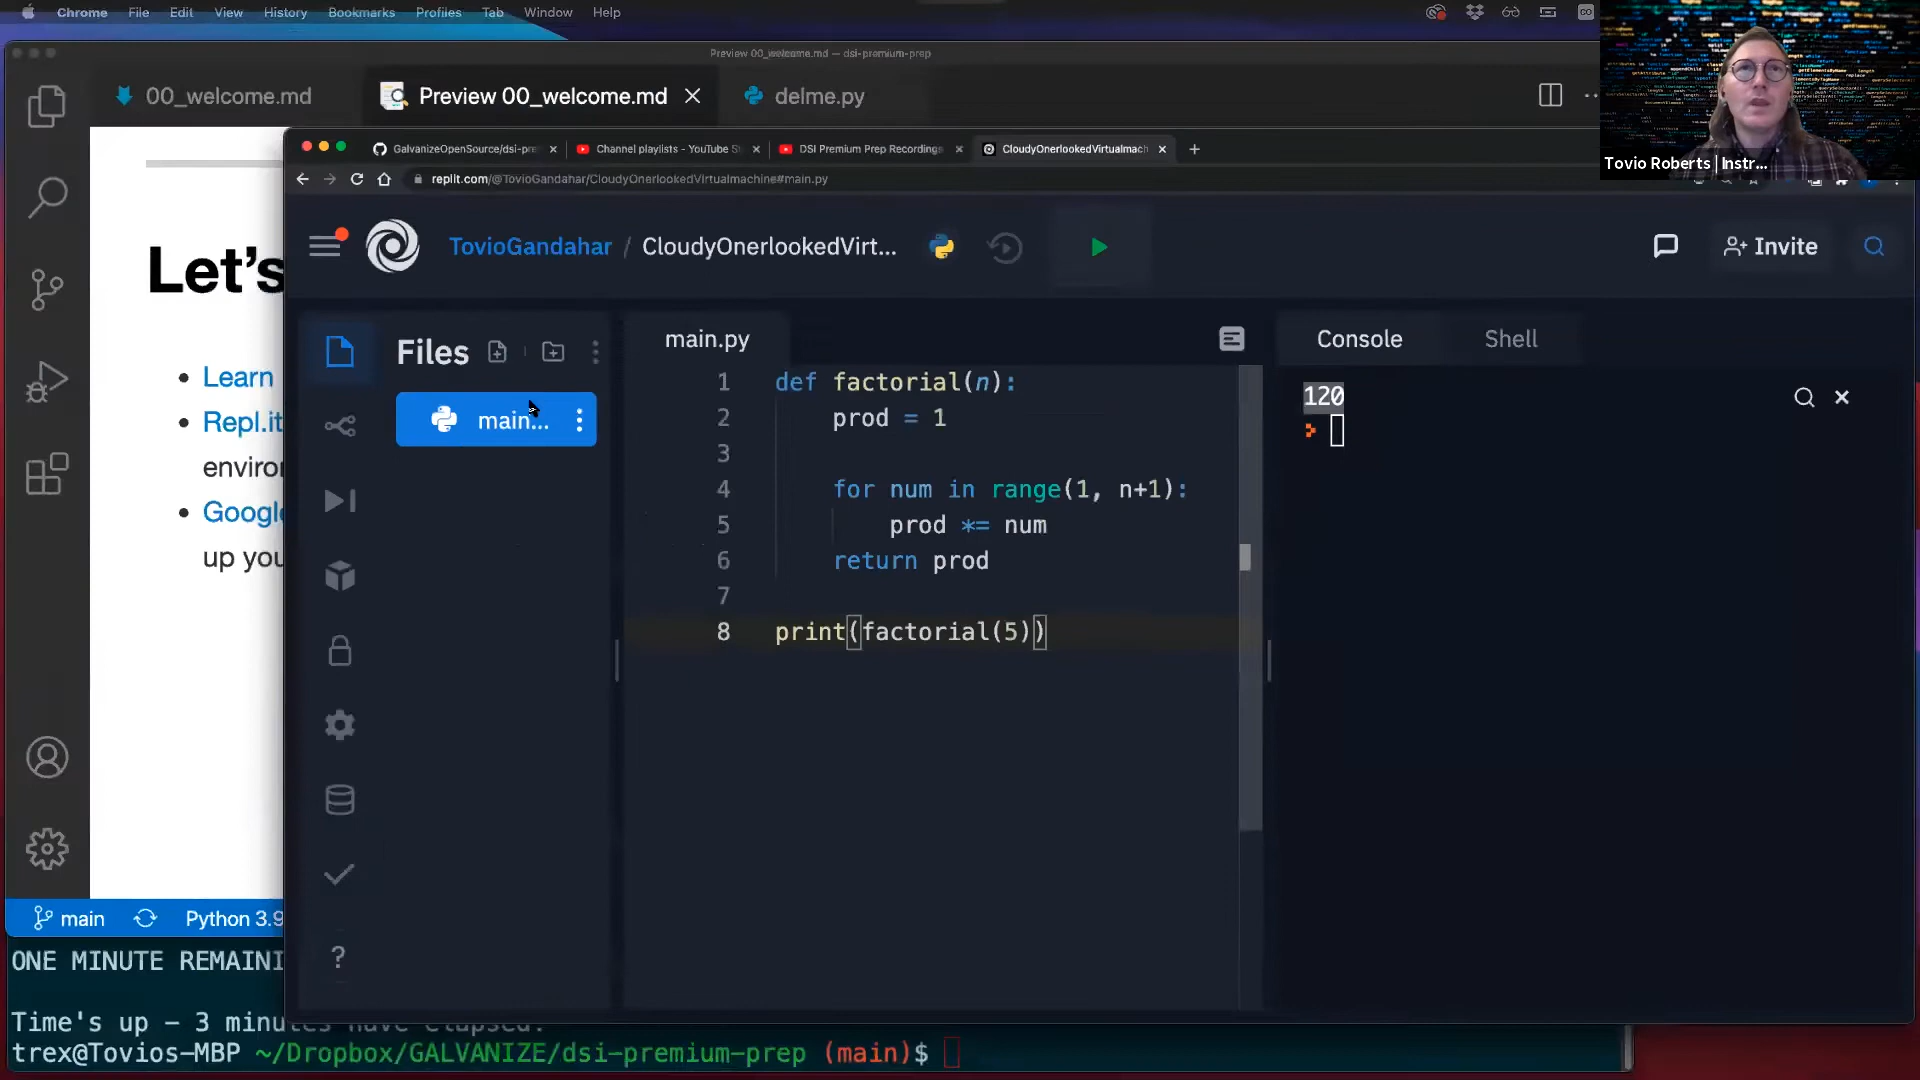 Chrome File Edit View History Bookmarks Profiles Tab Window Help
Preview 00_welcome.md — dsi-premium-prep
00_welcome.md
Preview 00_welcome.md
delme.py
GalvanizeOpenSource/dsi-pre
Channel playlists - YouTube S
DSI Premium Prep Recordings
CloudyOnerlookedVirtualmach
Tovio Roberts | Instr...
replit.com/@TovioGandahar/CloudyOnerlookedVirtualmachine#main.py
TovioGandahar / CloudyOnerlookedVirt...
Invite
Let's
Learn
Repl.it
enviro
Google
up you
Files
main...
main.py
1 def factorial(n):
2 prod = 1
3
4 for num in range(1, n+1):
5 prod *= num
6 return prod
7
8 print(factorial(5))
Console
Shell
120
main
Python 3.9
ONE MINUTE REMAINI
Time's up – 3 minutes have elapsed.
trex@Tovios-MBP ~/Dropbox/GALVANIZE/dsi-premium-prep (main)$